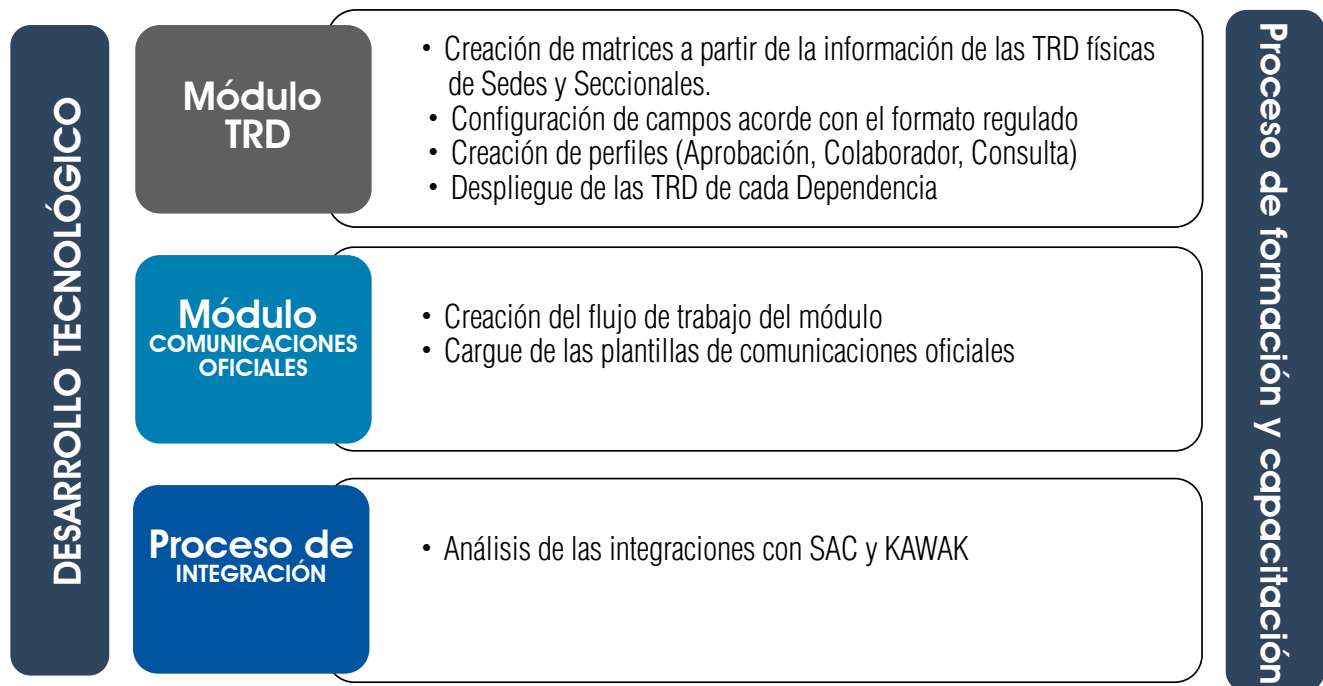 DESARROLLO TECNOLÓGICO
Módulo
TRD
• Creación de matrices a partir de la información de las TRD físicas
de Sedes y Seccionales.
• Configuración de campos acorde con el formato regulado
• Creación de perfiles (Aprobación, Colaborador, Consulta)
• Despliegue de las TRD de cada Dependencia
Módulo
COMUNICACIONES
OFICIALES
• Creación del flujo de trabajo del módulo
• Cargue de las plantillas de comunicaciones oficiales
Proceso de
INTEGRACIÓN
• Análisis de las integraciones con SAC y KAWAK
Proceso de formación y capacitación